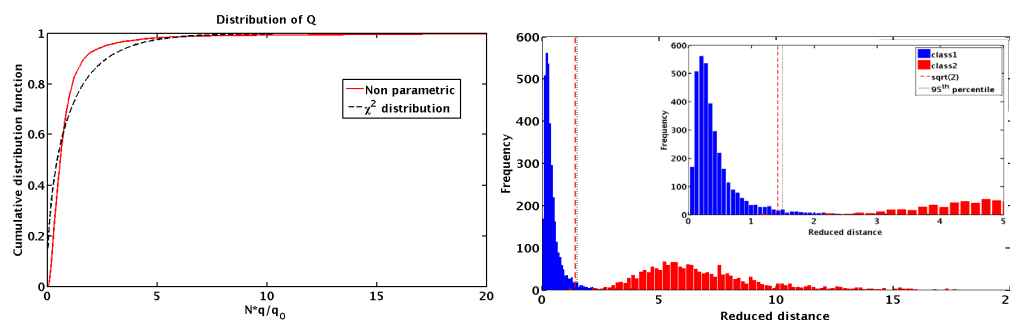 Distribution of Q
Cumulative distribution function
1
0.8
0.6
0.4
0.2
0
0 5 10 15 20
N*q/q0
Non parametric
χ² distribution
Frequency
600
500
400
300
200
100
0
0 5 10 15 2
Reduced distance
Frequency
600
500
400
300
200
100
0
0 1 2 3 4 5
Reduced distance
class1
class2
sqrt(2)
95th percentile